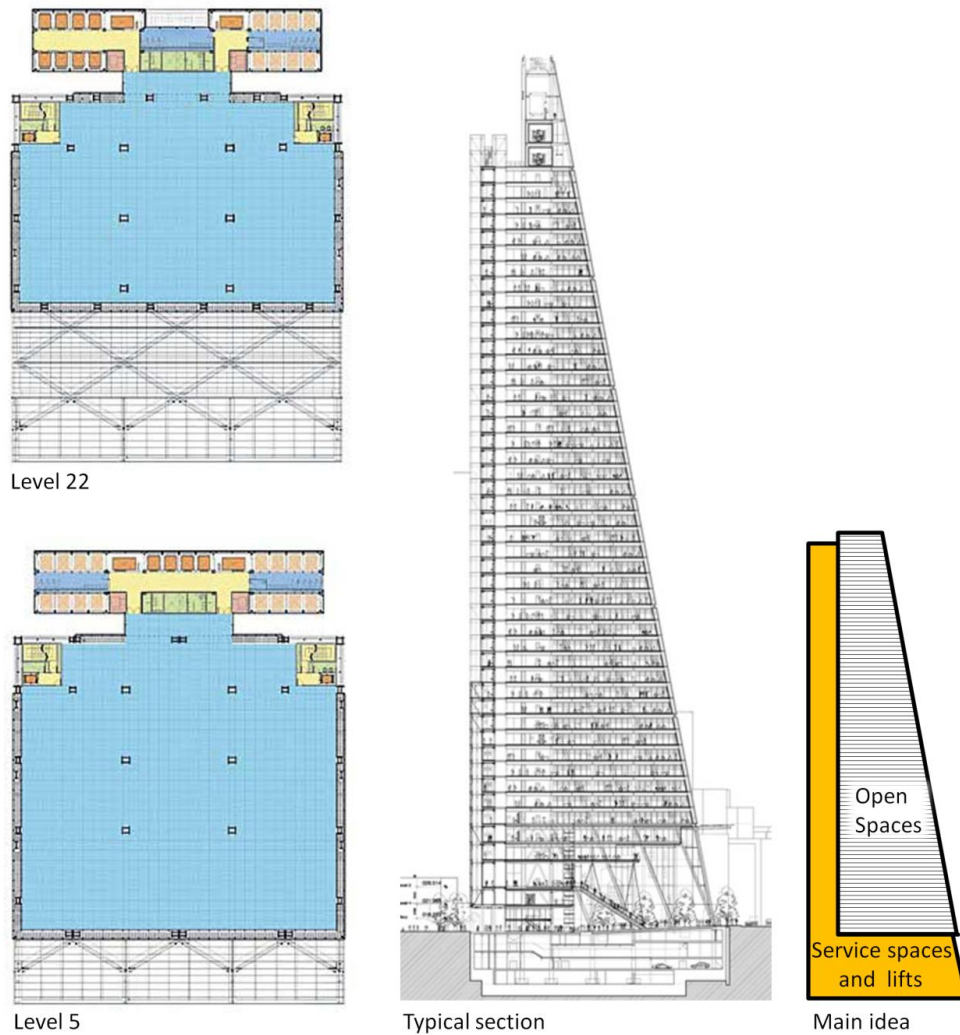 Level 22
Level 5
Typical section
Open
Spaces
Service spaces
and lifts
Main idea